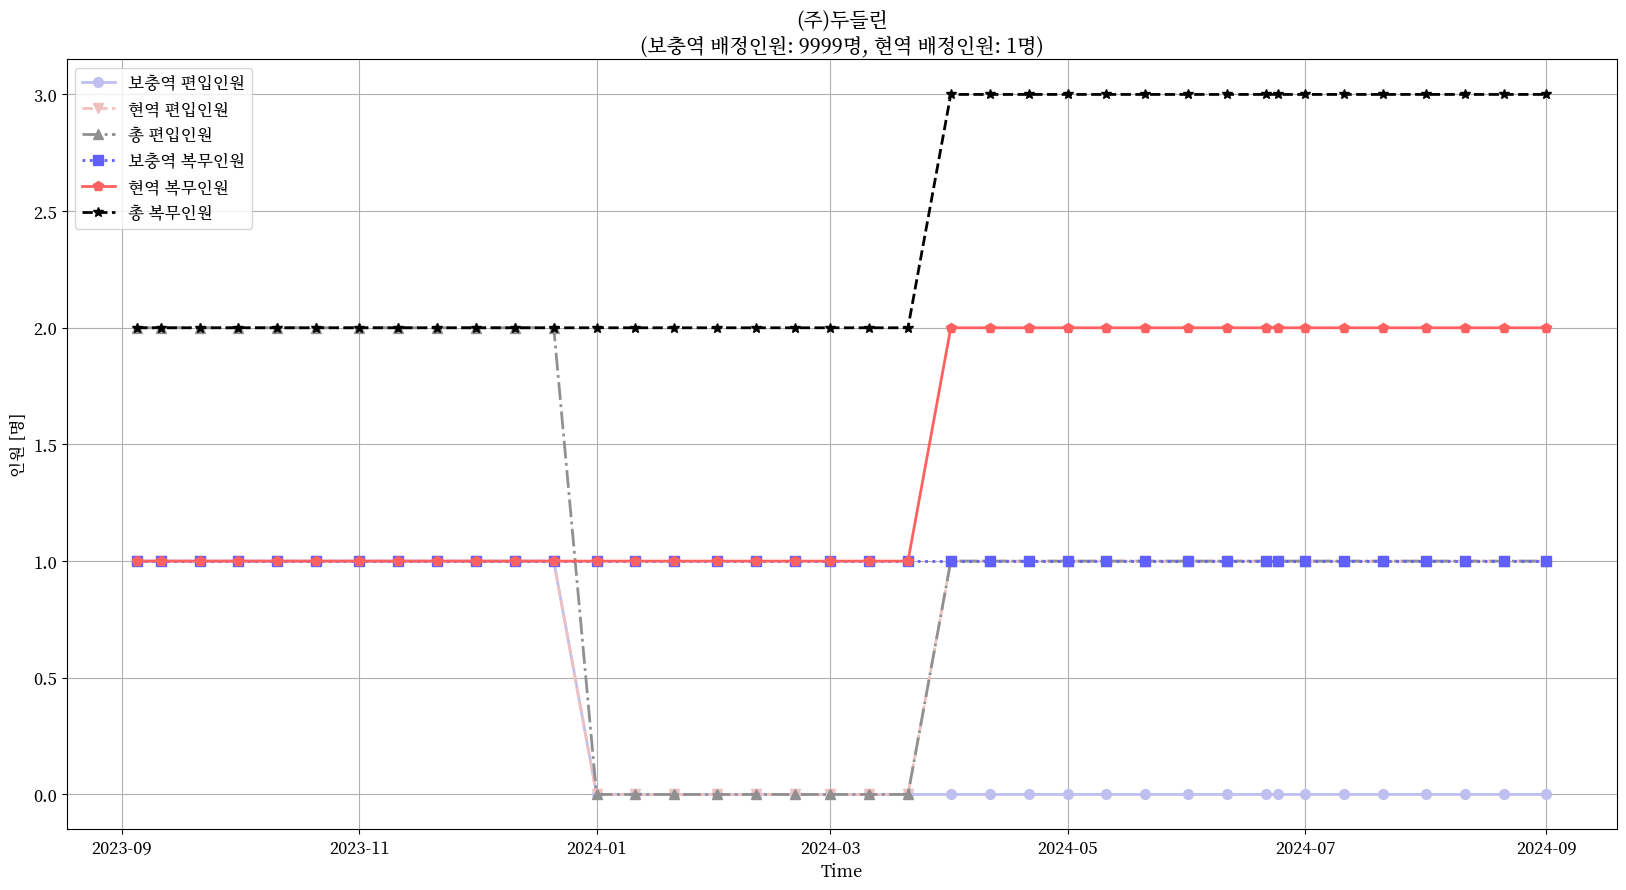 (주)두들린
(보충역 배정인원: 9999명, 현역 배정인원: 1명)
보충역 편입인원
현역 편입인원
총 편입인원
보충역 복무인원
현역 복무인원
총 복무인원
인원 [명]
3.0
2.5
2.0
1.5
1.0
0.5
0.0
2023-09
2023-11
2024-01
2024-03
2024-05
2024-07
2024-09
Time